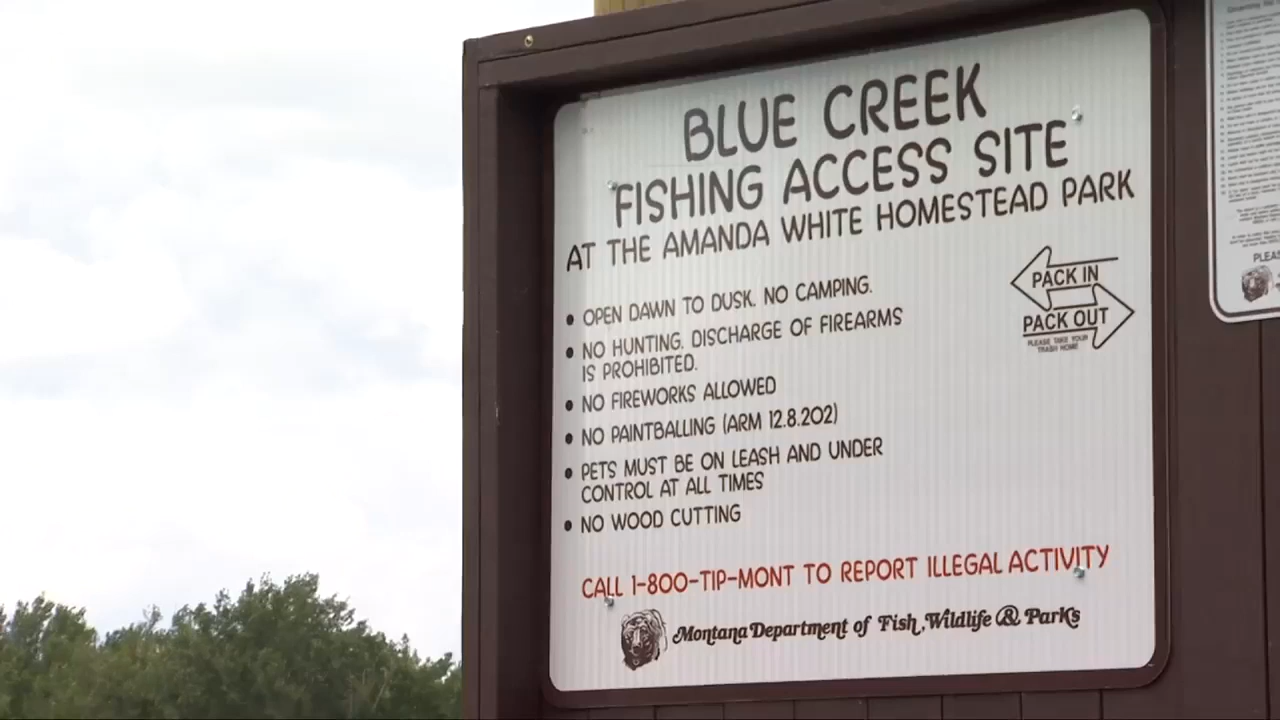 BLUE CREEK
FISHING ACCESS SITE
AT THE AMANDA WHITE HOMESTEAD PARK
PACK IN
PACK OUT
PLEASE TAKE YOUR
TRASH HOME
• OPEN DAWN TO DUSK. NO CAMPING.
• NO HUNTING. DISCHARGE OF FIREARMS
IS PROHIBITED.
• NO FIREWORKS ALLOWED
• NO PAINTBALLING (ARM 12.8.202)
• PETS MUST BE ON LEASH AND UNDER
CONTROL AT ALL TIMES
• NO WOOD CUTTING
CALL 1-800-TIP-MONT TO REPORT ILLEGAL ACTIVITY
Montana Department of Fish, Wildlife & Parks